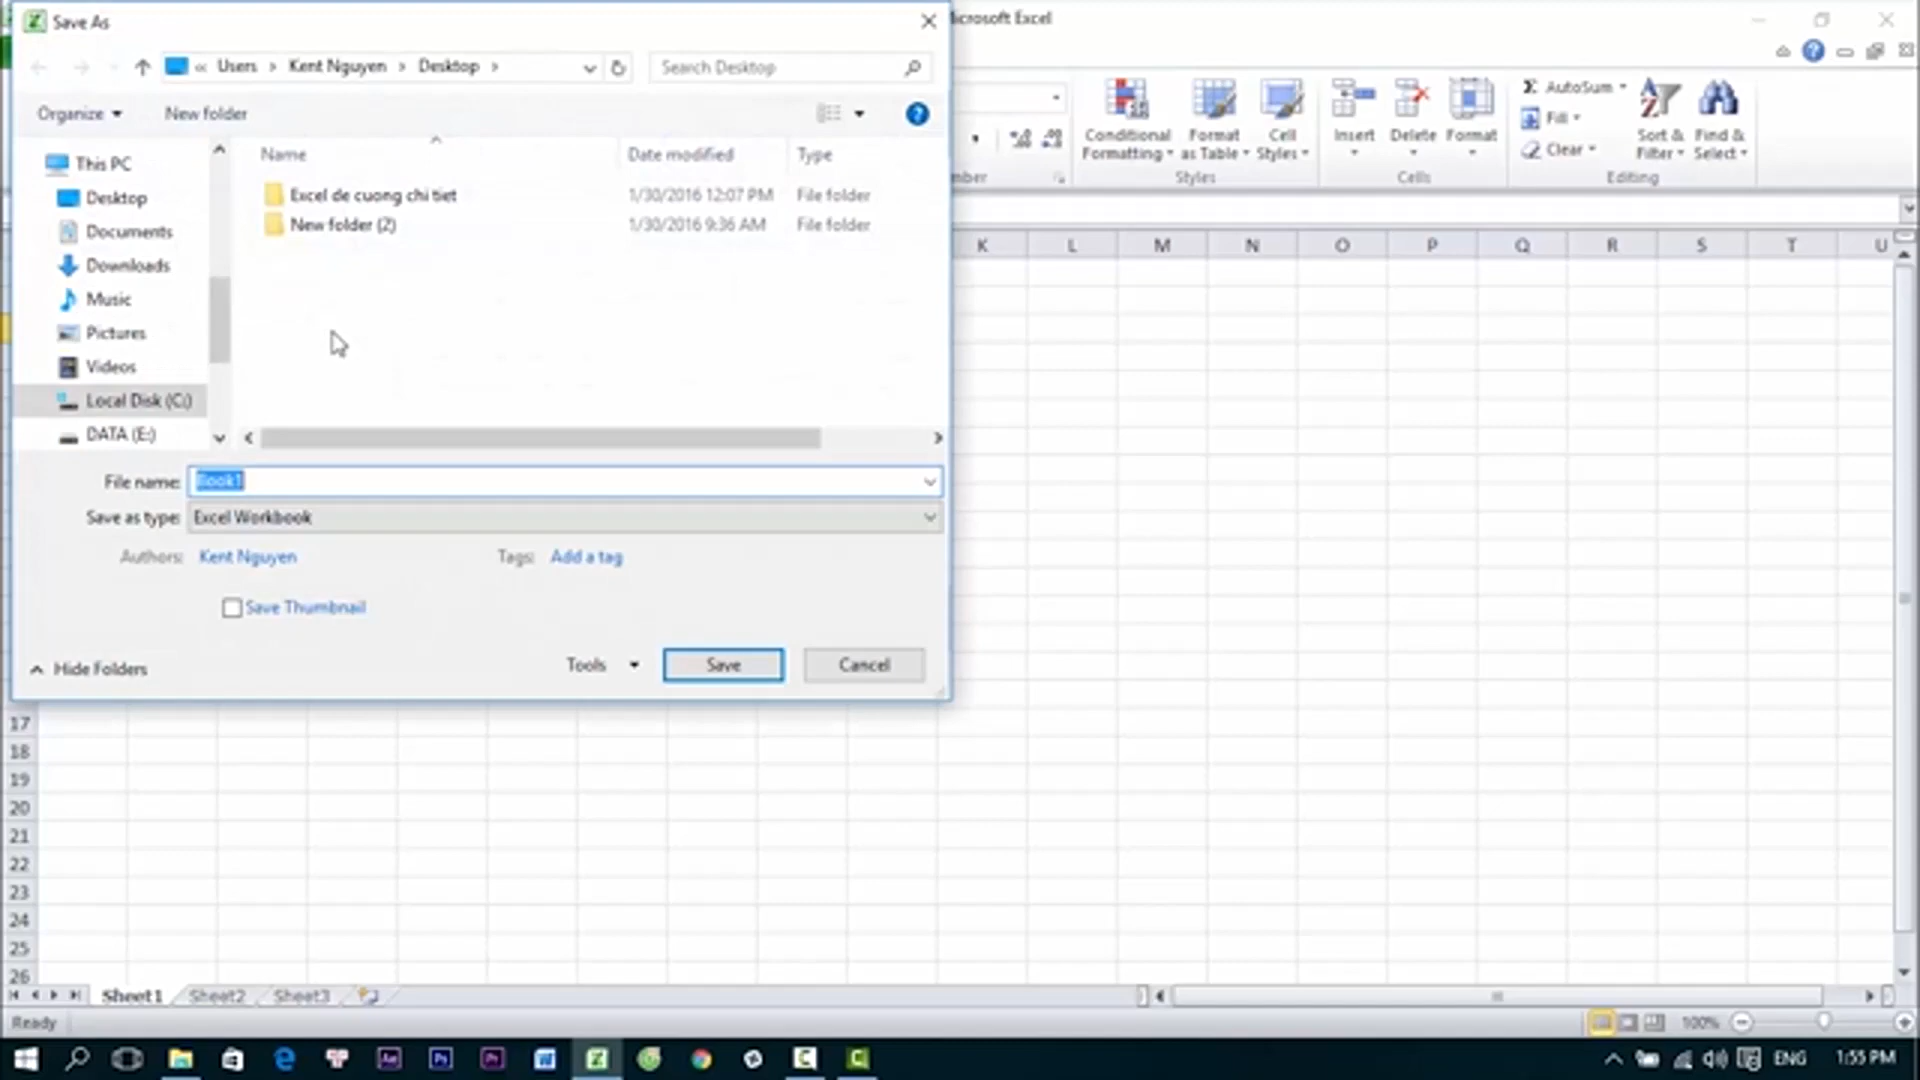 Save As
Microsoft Excel
« Users > Kent Nguyen > Desktop >
Search Desktop
Organize
New folder
AutoSum
Fill
Clear
Conditional Formatting
Format as Table
Cell Styles
Insert
Delete
Format
Sort & Filter
Find & Select
Styles
Cells
Editing
Name
Date modified
Type
This PC
Desktop
Documents
Downloads
Music
Pictures
Videos
Local Disk (C:)
DATA (E:)
Excel de cuong chi tiet 1/30/2016 12:07 PM File folder
New folder (2) 1/30/2016 9:36 AM File folder
K L M N O P Q R S T U
File name: Book1
Save as type: Excel Workbook
Authors: Kent Nguyen
Tags: Add a tag
Save Thumbnail
Hide Folders
Tools
Save
Cancel
17
18
19
20
21
22
23
24
25
26
Sheet1 Sheet2 Sheet3
Ready
100%
Ae Ps Pr
ENG
1:55 PM